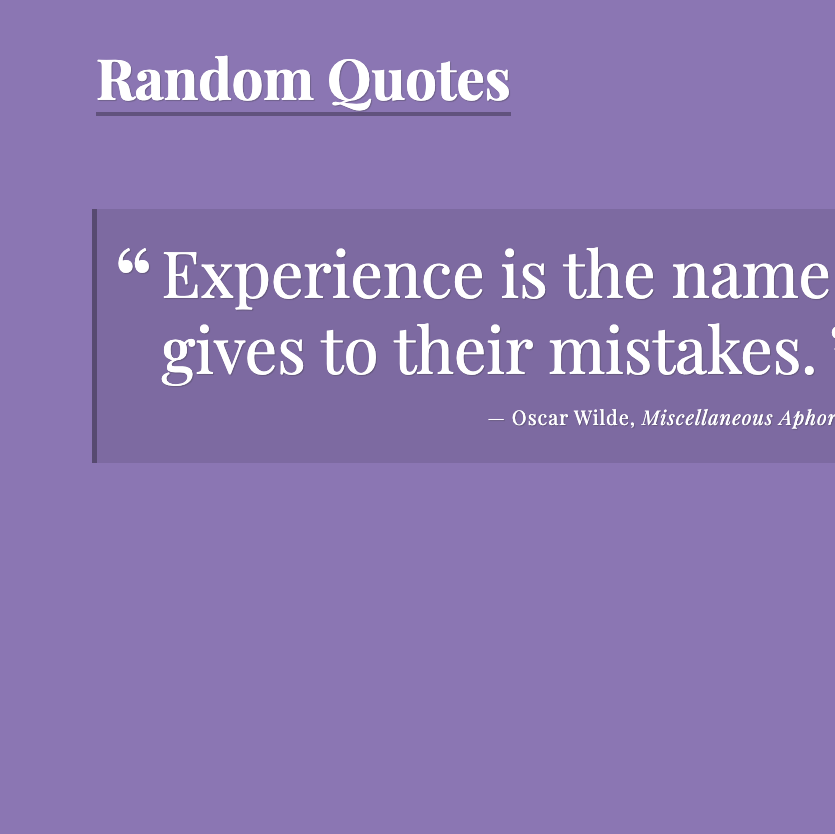 Random Quotes
“ Experience is the name
gives to their mistakes. ”
— Oscar Wilde, Miscellaneous Aphor